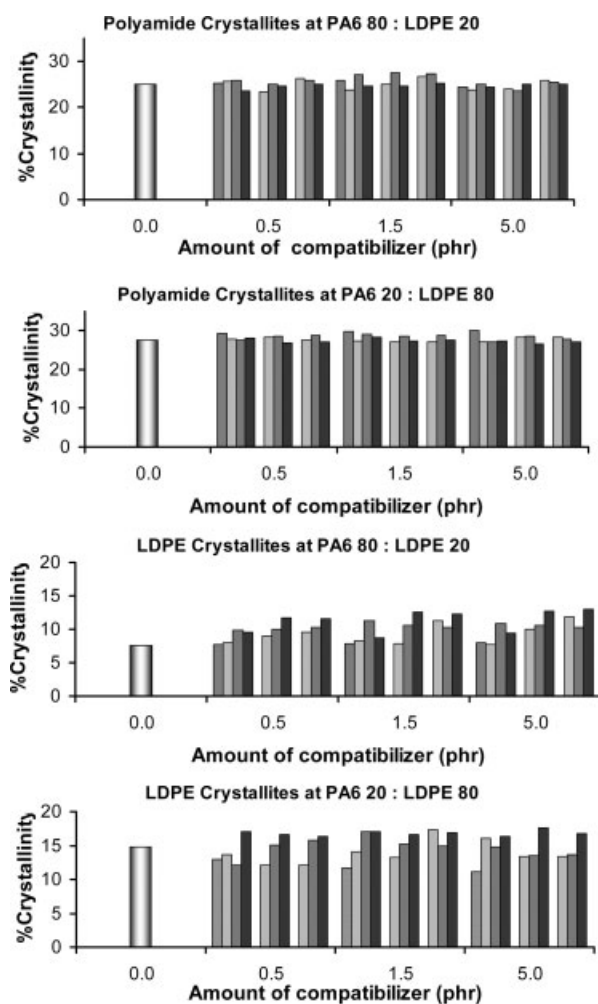 Polyamide Crystallites at PA6 80 : LDPE 20
%Crystallinity
30
20
10
0
0.0 0.5 1.5 5.0
Amount of compatibilizer (phr)
Polyamide Crystallites at PA6 20 : LDPE 80
%Crystallinity
30
20
10
0
0.0 0.5 1.5 5.0
Amount of compatibilizer (phr)
LDPE Crystallites at PA6 80 : LDPE 20
%Crystallinity
20
15
10
5
0
0.0 0.5 1.5 5.0
Amount of compatibilizer (phr)
LDPE Crystallites at PA6 20 : LDPE 80
%Crystallinity
20
15
10
5
0
0.0 0.5 1.5 5.0
Amount of compatibilizer (phr)